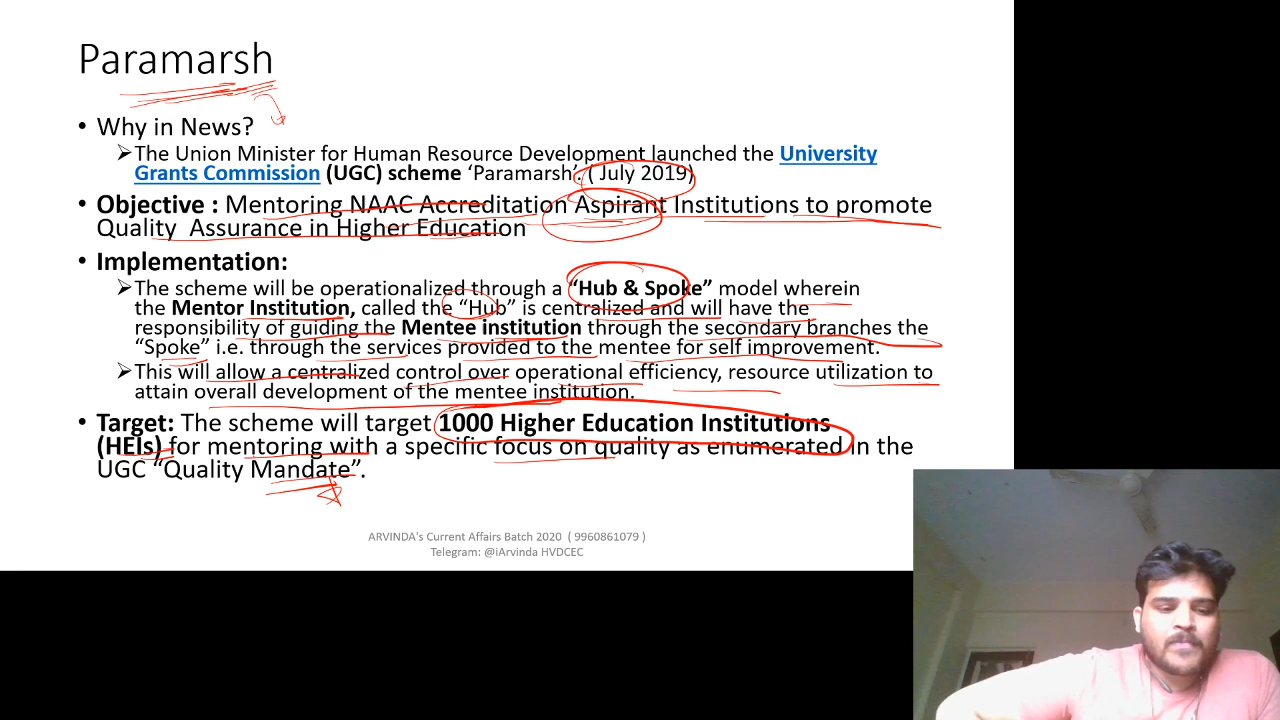 Paramarsh
• Why in News?
➢The Union Minister for Human Resource Development launched the University
Grants Commission (UGC) scheme ‘Paramarsh’. ( July 2019)
• Objective : Mentoring NAAC Accreditation Aspirant Institutions to promote
Quality Assurance in Higher Education
• Implementation:
➢The scheme will be operationalized through a “Hub & Spoke” model wherein
the Mentor Institution, called the “Hub” is centralized and will have the
responsibility of guiding the Mentee institution through the secondary branches the
“Spoke” i.e. through the services provided to the mentee for self improvement.
➢This will allow a centralized control over operational efficiency, resource utilization to
attain overall development of the mentee institution.
• Target: The scheme will target 1000 Higher Education Institutions
(HEIs) for mentoring with a specific focus on quality as enumerated in the
UGC “Quality Mandate”.
ARVINDA's Current Affairs Batch 2020 ( 9960861079 )
Telegram: @iArvinda HVDCEC